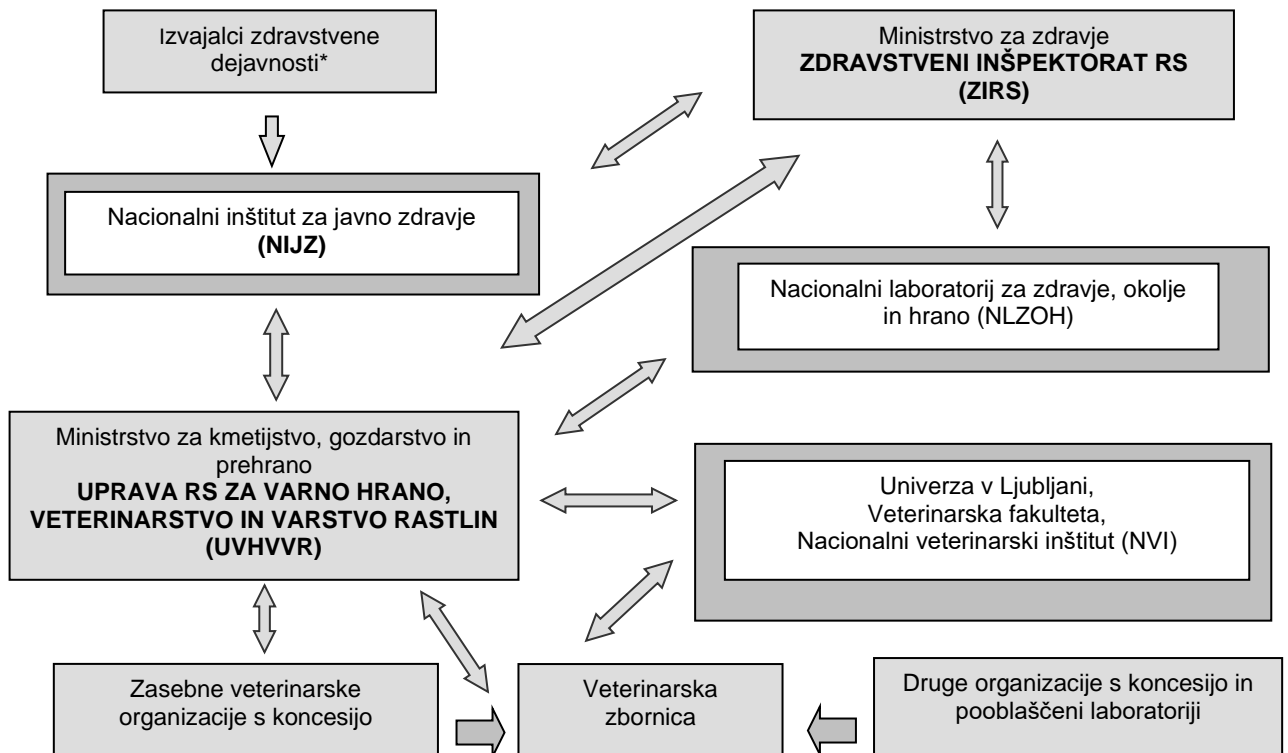 Izvajalci zdravstvene
dejavnosti*
Ministrstvo za zdravje
ZDRAVSTVENI INŠPEKTORAT RS
(ZIRS)
Nacionalni inštitut za javno zdravje
(NIJZ)
Nacionalni laboratorij za zdravje, okolje
in hrano (NLZOH)
Ministrstvo za kmetijstvo, gozdarstvo in
prehrano
UPRAVA RS ZA VARNO HRANO,
VETERINARSTVO IN VARSTVO RASTLIN
(UVHVVR)
Univerza v Ljubljani,
Veterinarska fakulteta,
Nacionalni veterinarski inštitut (NVI)
Zasebne veterinarske
organizacije s koncesijo
Veterinarska
zbornica
Druge organizacije s koncesijo in
pooblaščeni laboratoriji